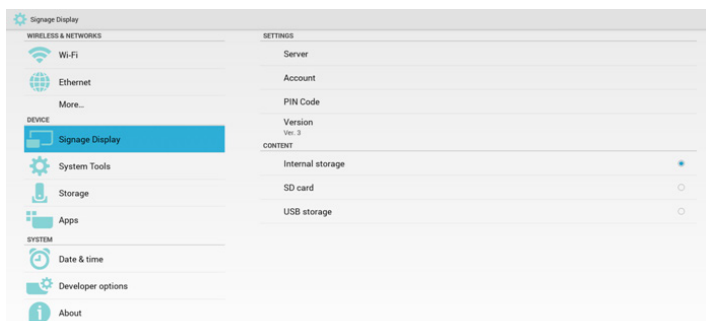 Signage Display
WIRELESS & NETWORKS
Wi-Fi
Ethernet
More...
DEVICE
Signage Display
System Tools
Storage
Apps
SYSTEM
Date & time
Developer options
About
SETTINGS
Server
Account
PIN Code
Version
Ver. 3
CONTENT
Internal storage
SD card
USB storage